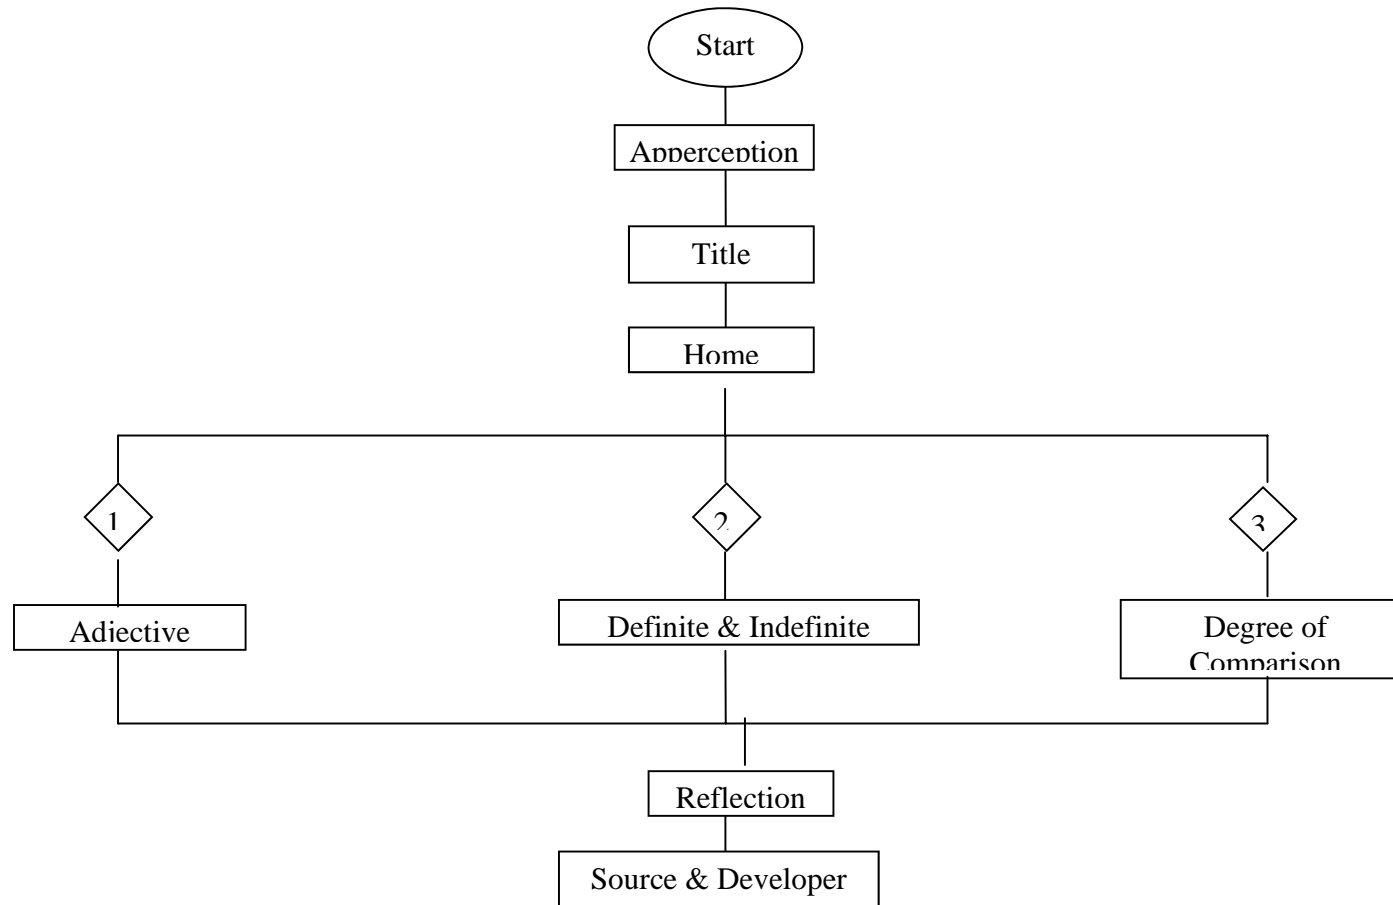 Start
Apperception
Title
Home
1
2
3
Adjective
Definite & Indefinite
Degree of
Comparison
Reflection
Source & Developer